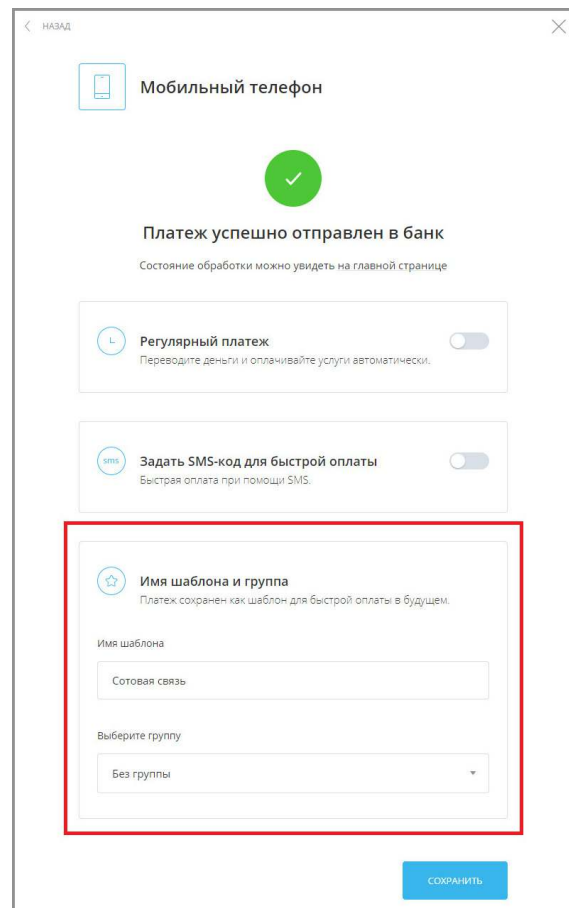 НАЗАД
Мобильный телефон
Платеж успешно отправлен в банк
Состояние обработки можно увидеть на главной странице
Регулярный платеж
Переводите деньги и оплачивайте услуги автоматически.
sms
Задать SMS-код для быстрой оплаты
Быстрая оплата при помощи SMS.
Имя шаблона и группа
Платеж сохранен как шаблон для быстрой оплаты в будущем.
Имя шаблона
Сотовая связь
Выберите группу
Без группы
СОХРАНИТЬ